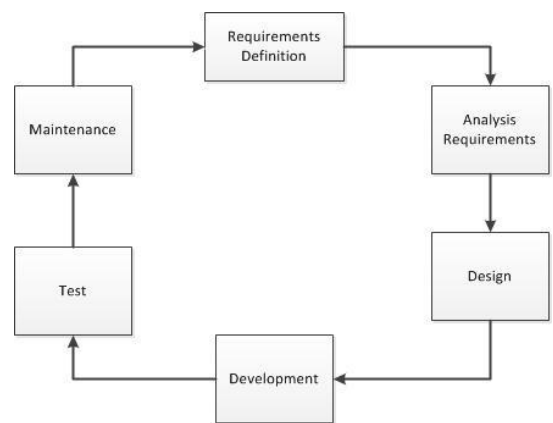 Requirements
Definition
Analysis
Requirements
Design
Development
Test
Maintenance